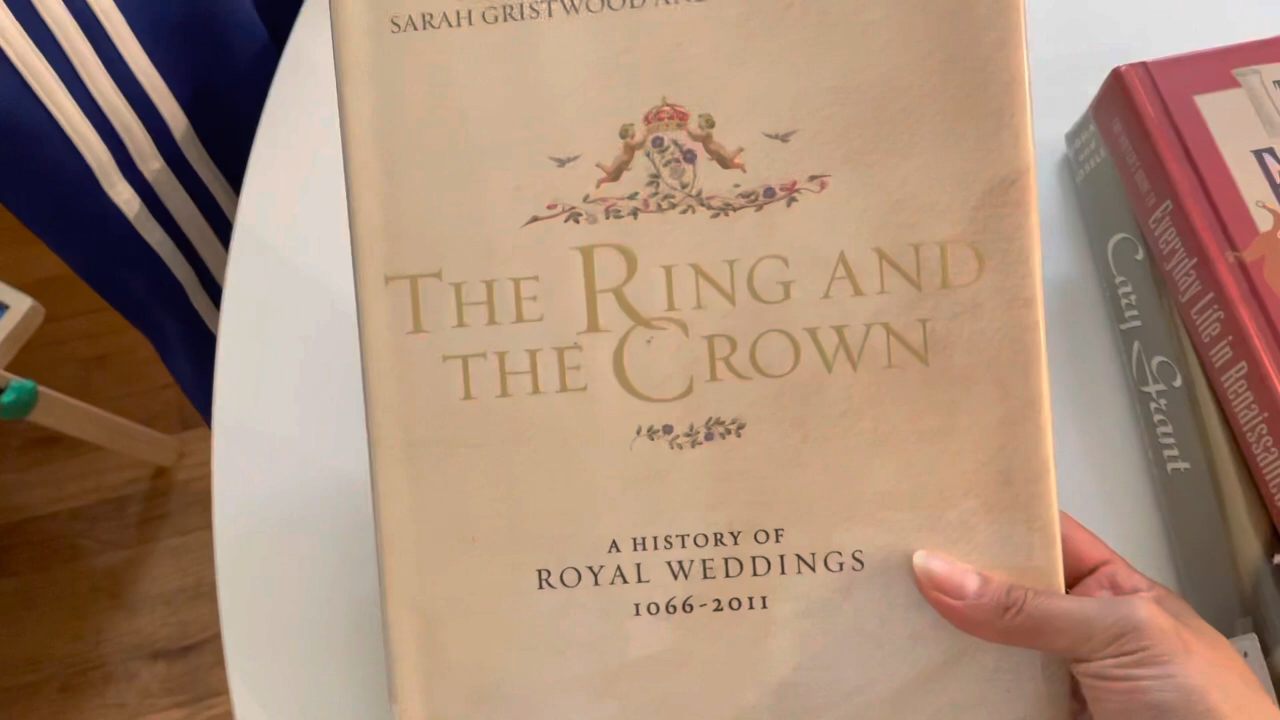 SARAH GRISTWOOD AND
THE RING AND
THE CROWN
A HISTORY OF
ROYAL WEDDINGS
1066-2011
Cary Grant
Everyday Life in Renaissance